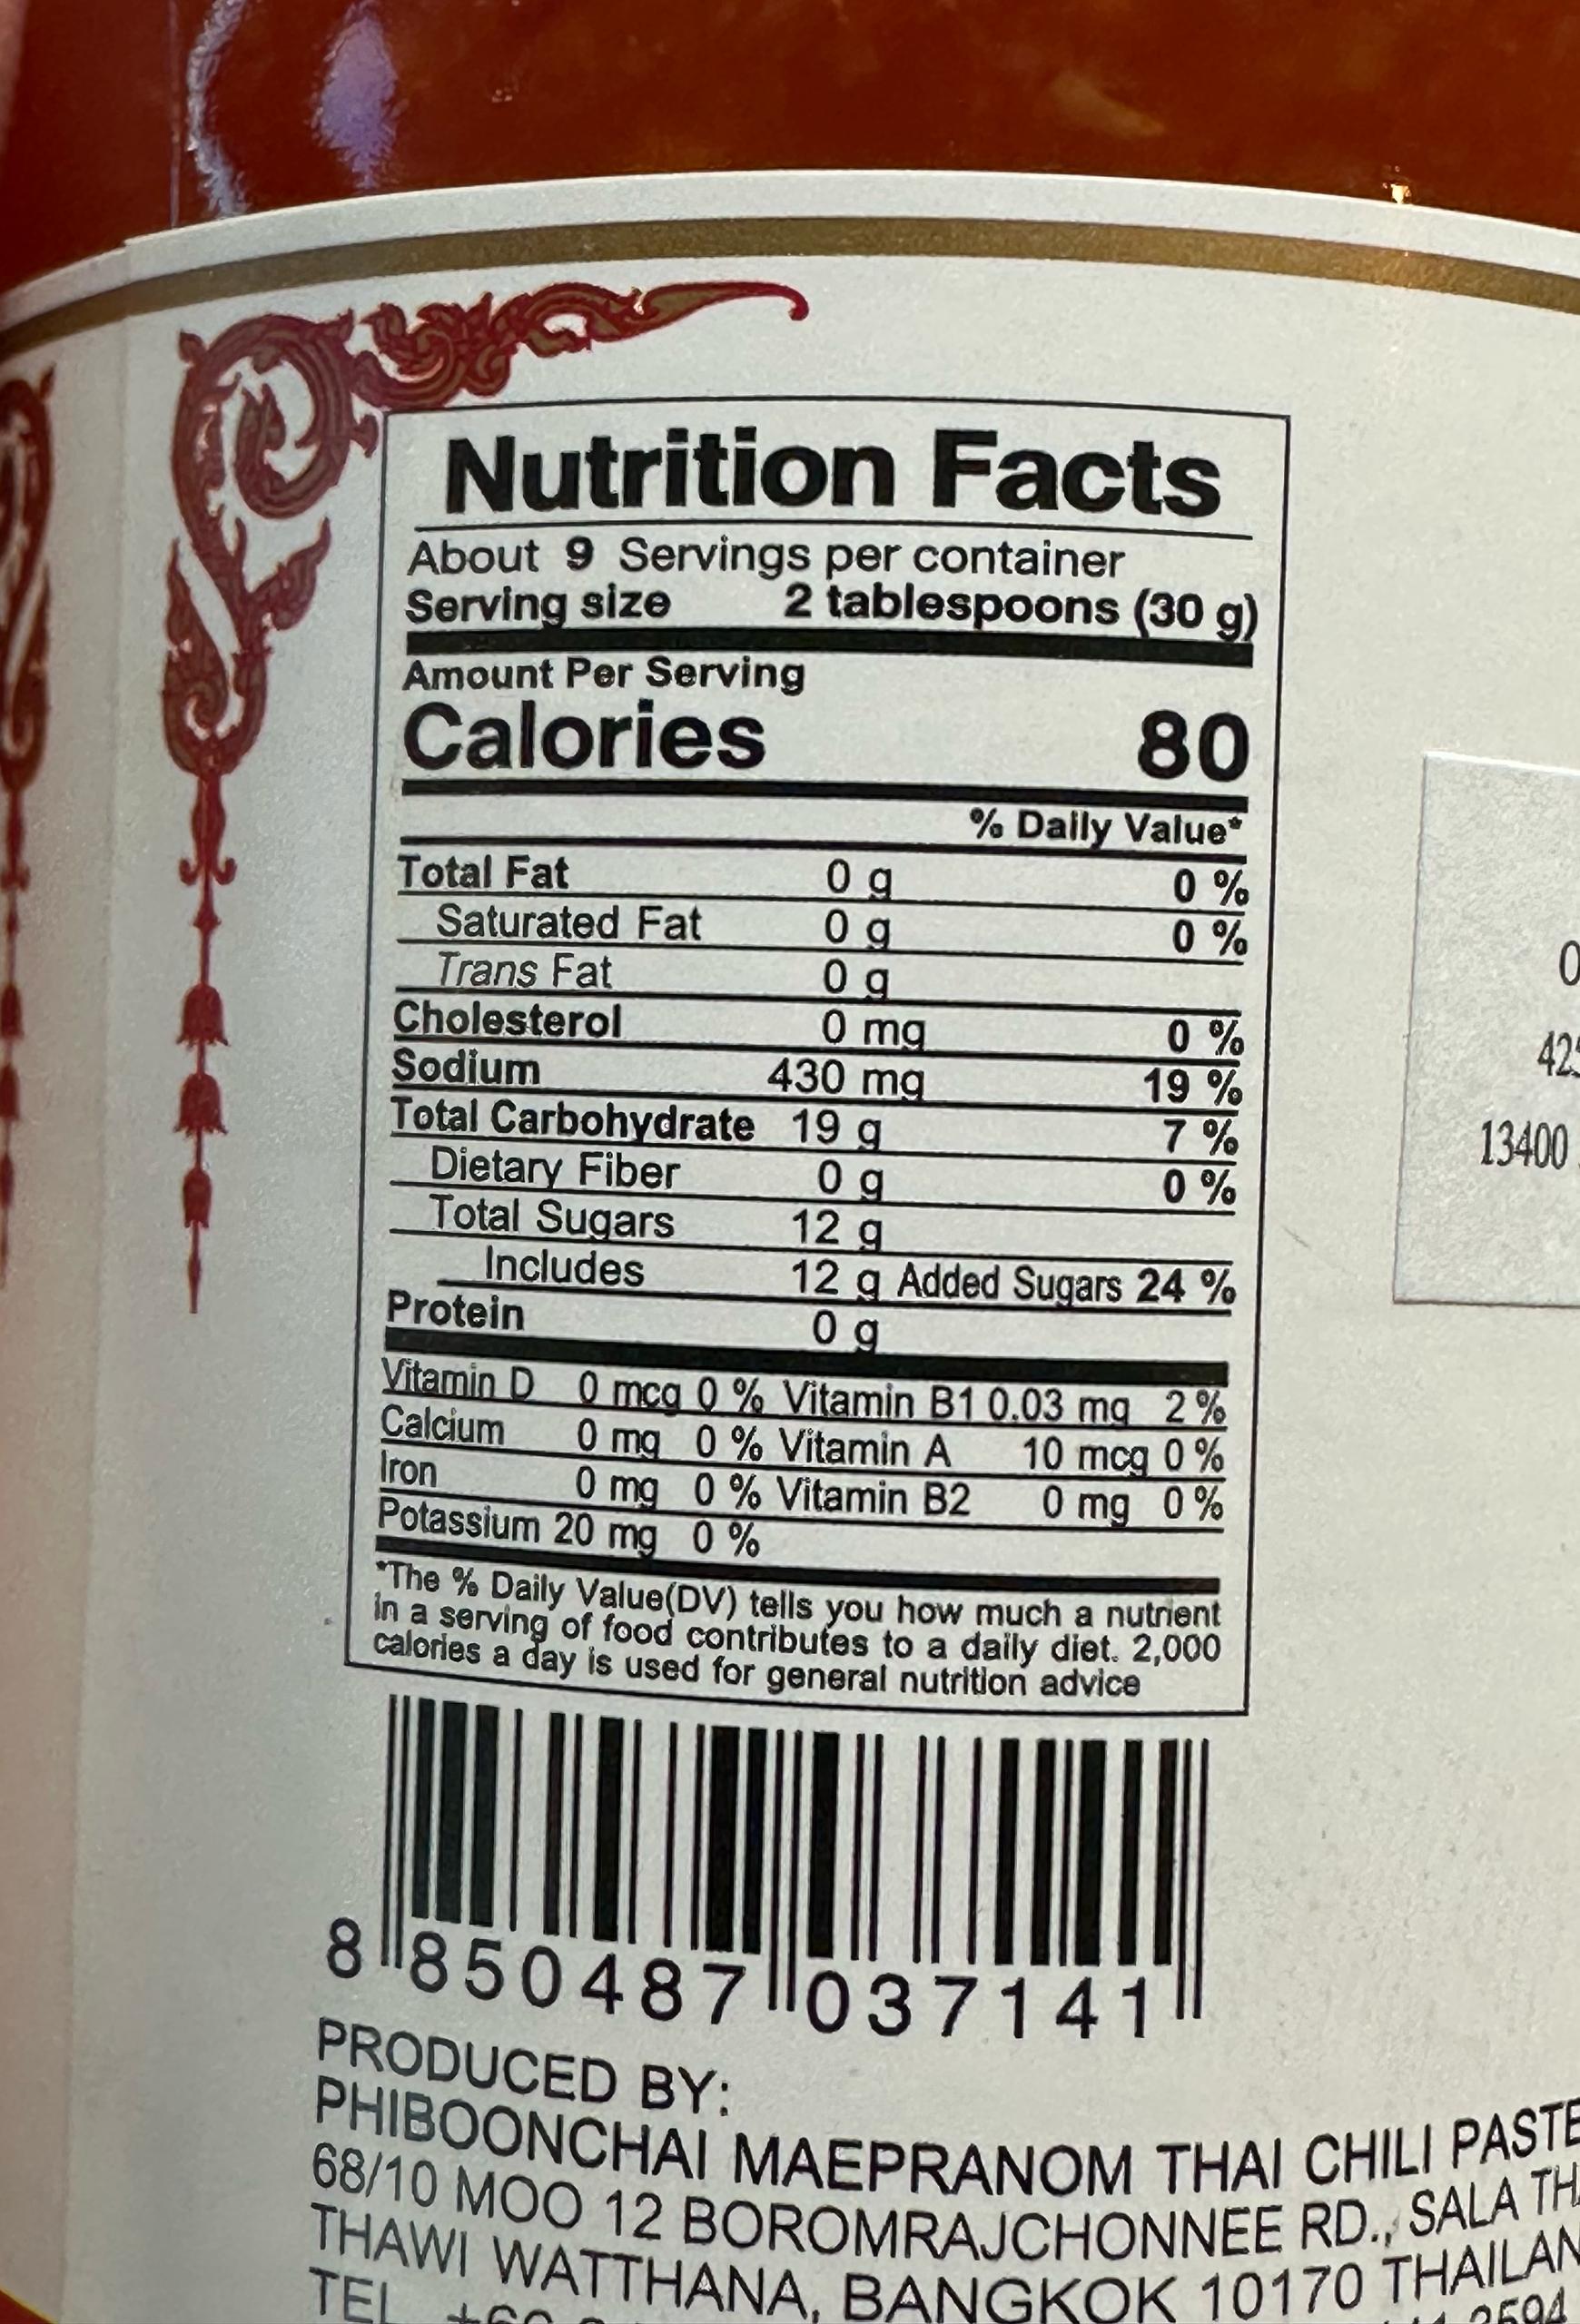 Nutrition Facts
About 9 Servings per container
Serving size 2 tablespoons (30 g)
Amount Per Serving
Calories 80
% Daily Value*
Total Fat 0 g 0 %
Saturated Fat 0 g 0 %
Trans Fat 0 g
Cholesterol 0 mg 0 %
Sodium 430 mg 19 %
Total Carbohydrate 19 g 7 %
Dietary Fiber 0 g 0 %
Total Sugars 12 g
Includes 12 g Added Sugars 24 %
Protein 0 g
Vitamin D 0 mcg 0 % Vitamin B1 0.03 mg 2 %
Calcium 0 mg 0 % Vitamin A 10 mcg 0 %
Iron 0 mg 0 % Vitamin B2 0 mg 0 %
Potassium 20 mg 0 %
*The % Daily Value(DV) tells you how much a nutrient
in a serving of food contributes to a daily diet. 2,000
calories a day is used for general nutrition advice
8 850487 037141
PRODUCED BY:
PHIBOONCHAI MAEPRANOM THAI CHILI PASTE
68/10 MOO 12 BOROMRAJCHONNEE RD., SALA
THAWI WATTHANA, BANGKOK 10170
TEL
13400